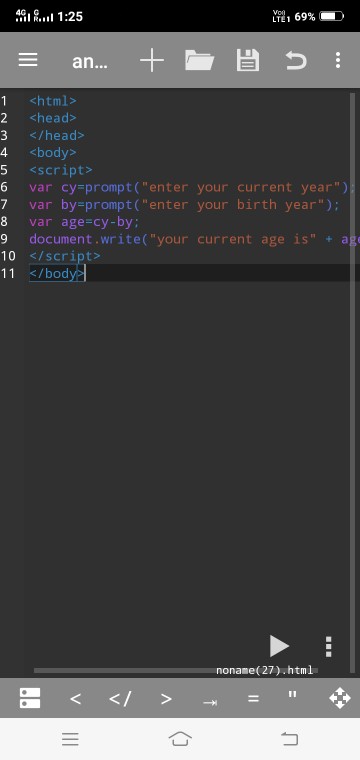 4G G R 1:25 Vo)) LTE1 69%
an...
1 <html>
2 <head>
3 </head>
4 <body>
5 <script>
6 var cy=prompt("enter your current year");
7 var by=prompt("enter your birth year");
8 var age=cy-by;
9 document.write("your current age is" + age
10 </script>
11 </body>
noname(27).html
< </ > = "